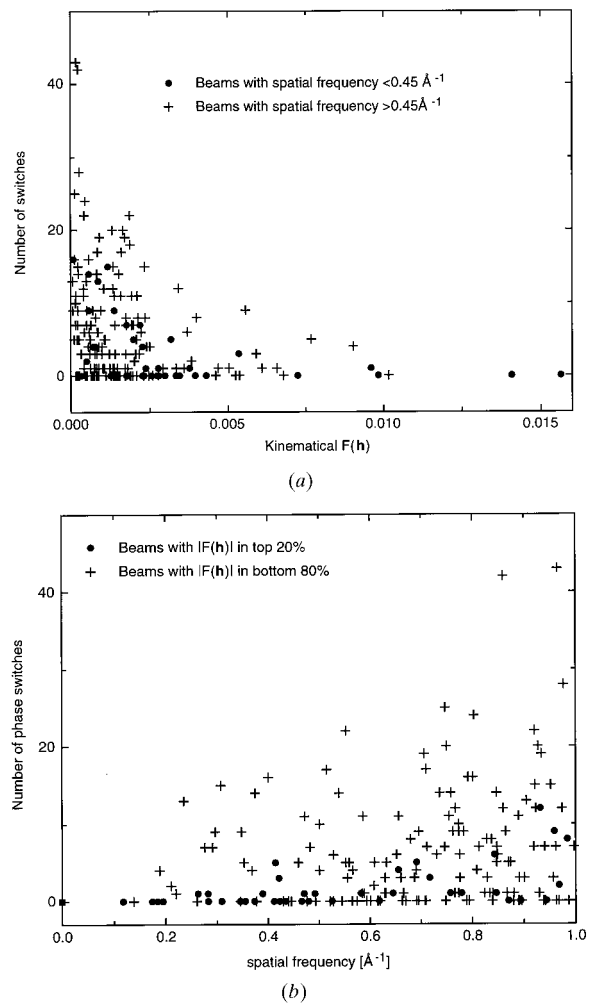 40
Beams with spatial frequency <0.45 Å-1
Beams with spatial frequency >0.45Å-1
Number of switches
20
0
0.000 0.005 0.010 0.015
Kinematical F(h)
(a)
Beams with |F(h)| in top 20%
Beams with |F(h)| in bottom 80%
40
Number of phase switches
20
0
0.0 0.2 0.4 0.6 0.8 1.0
spatial frequency [Å-1]
(b)